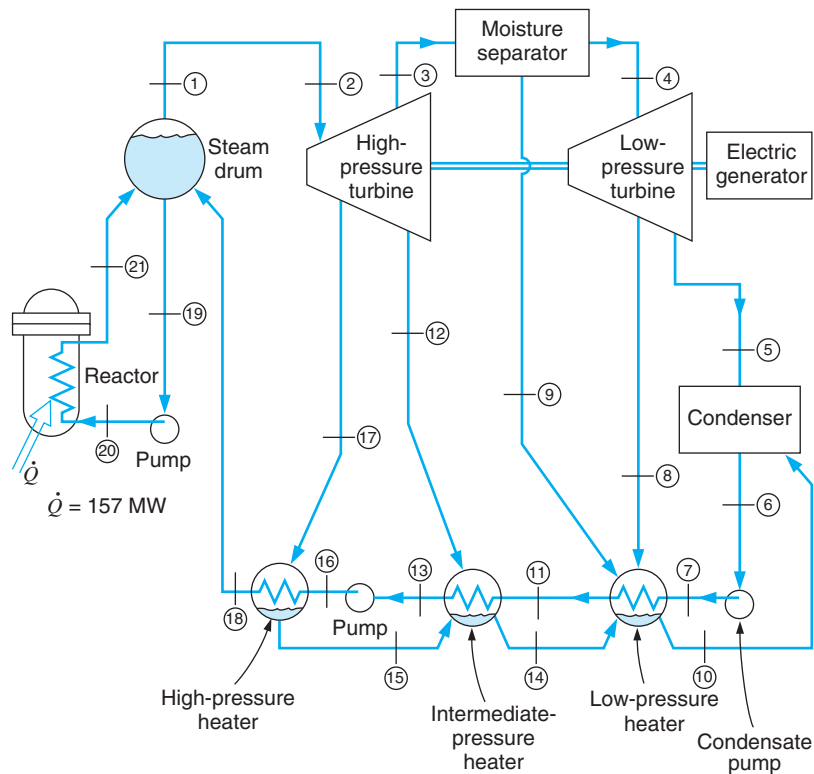 Moisture
separator
1
2
3
4
Steam
drum
High-
pressure
turbine
Low-
pressure
turbine
Electric
generator
21
19
12
5
Reactor
9
Condenser
20
Pump
17
Q̇
8
6
Q̇ = 157 MW
16
13
11
7
18
Pump
15
14
10
High-pressure
heater
Intermediate-
pressure
heater
Low-pressure
heater
Condensate
pump